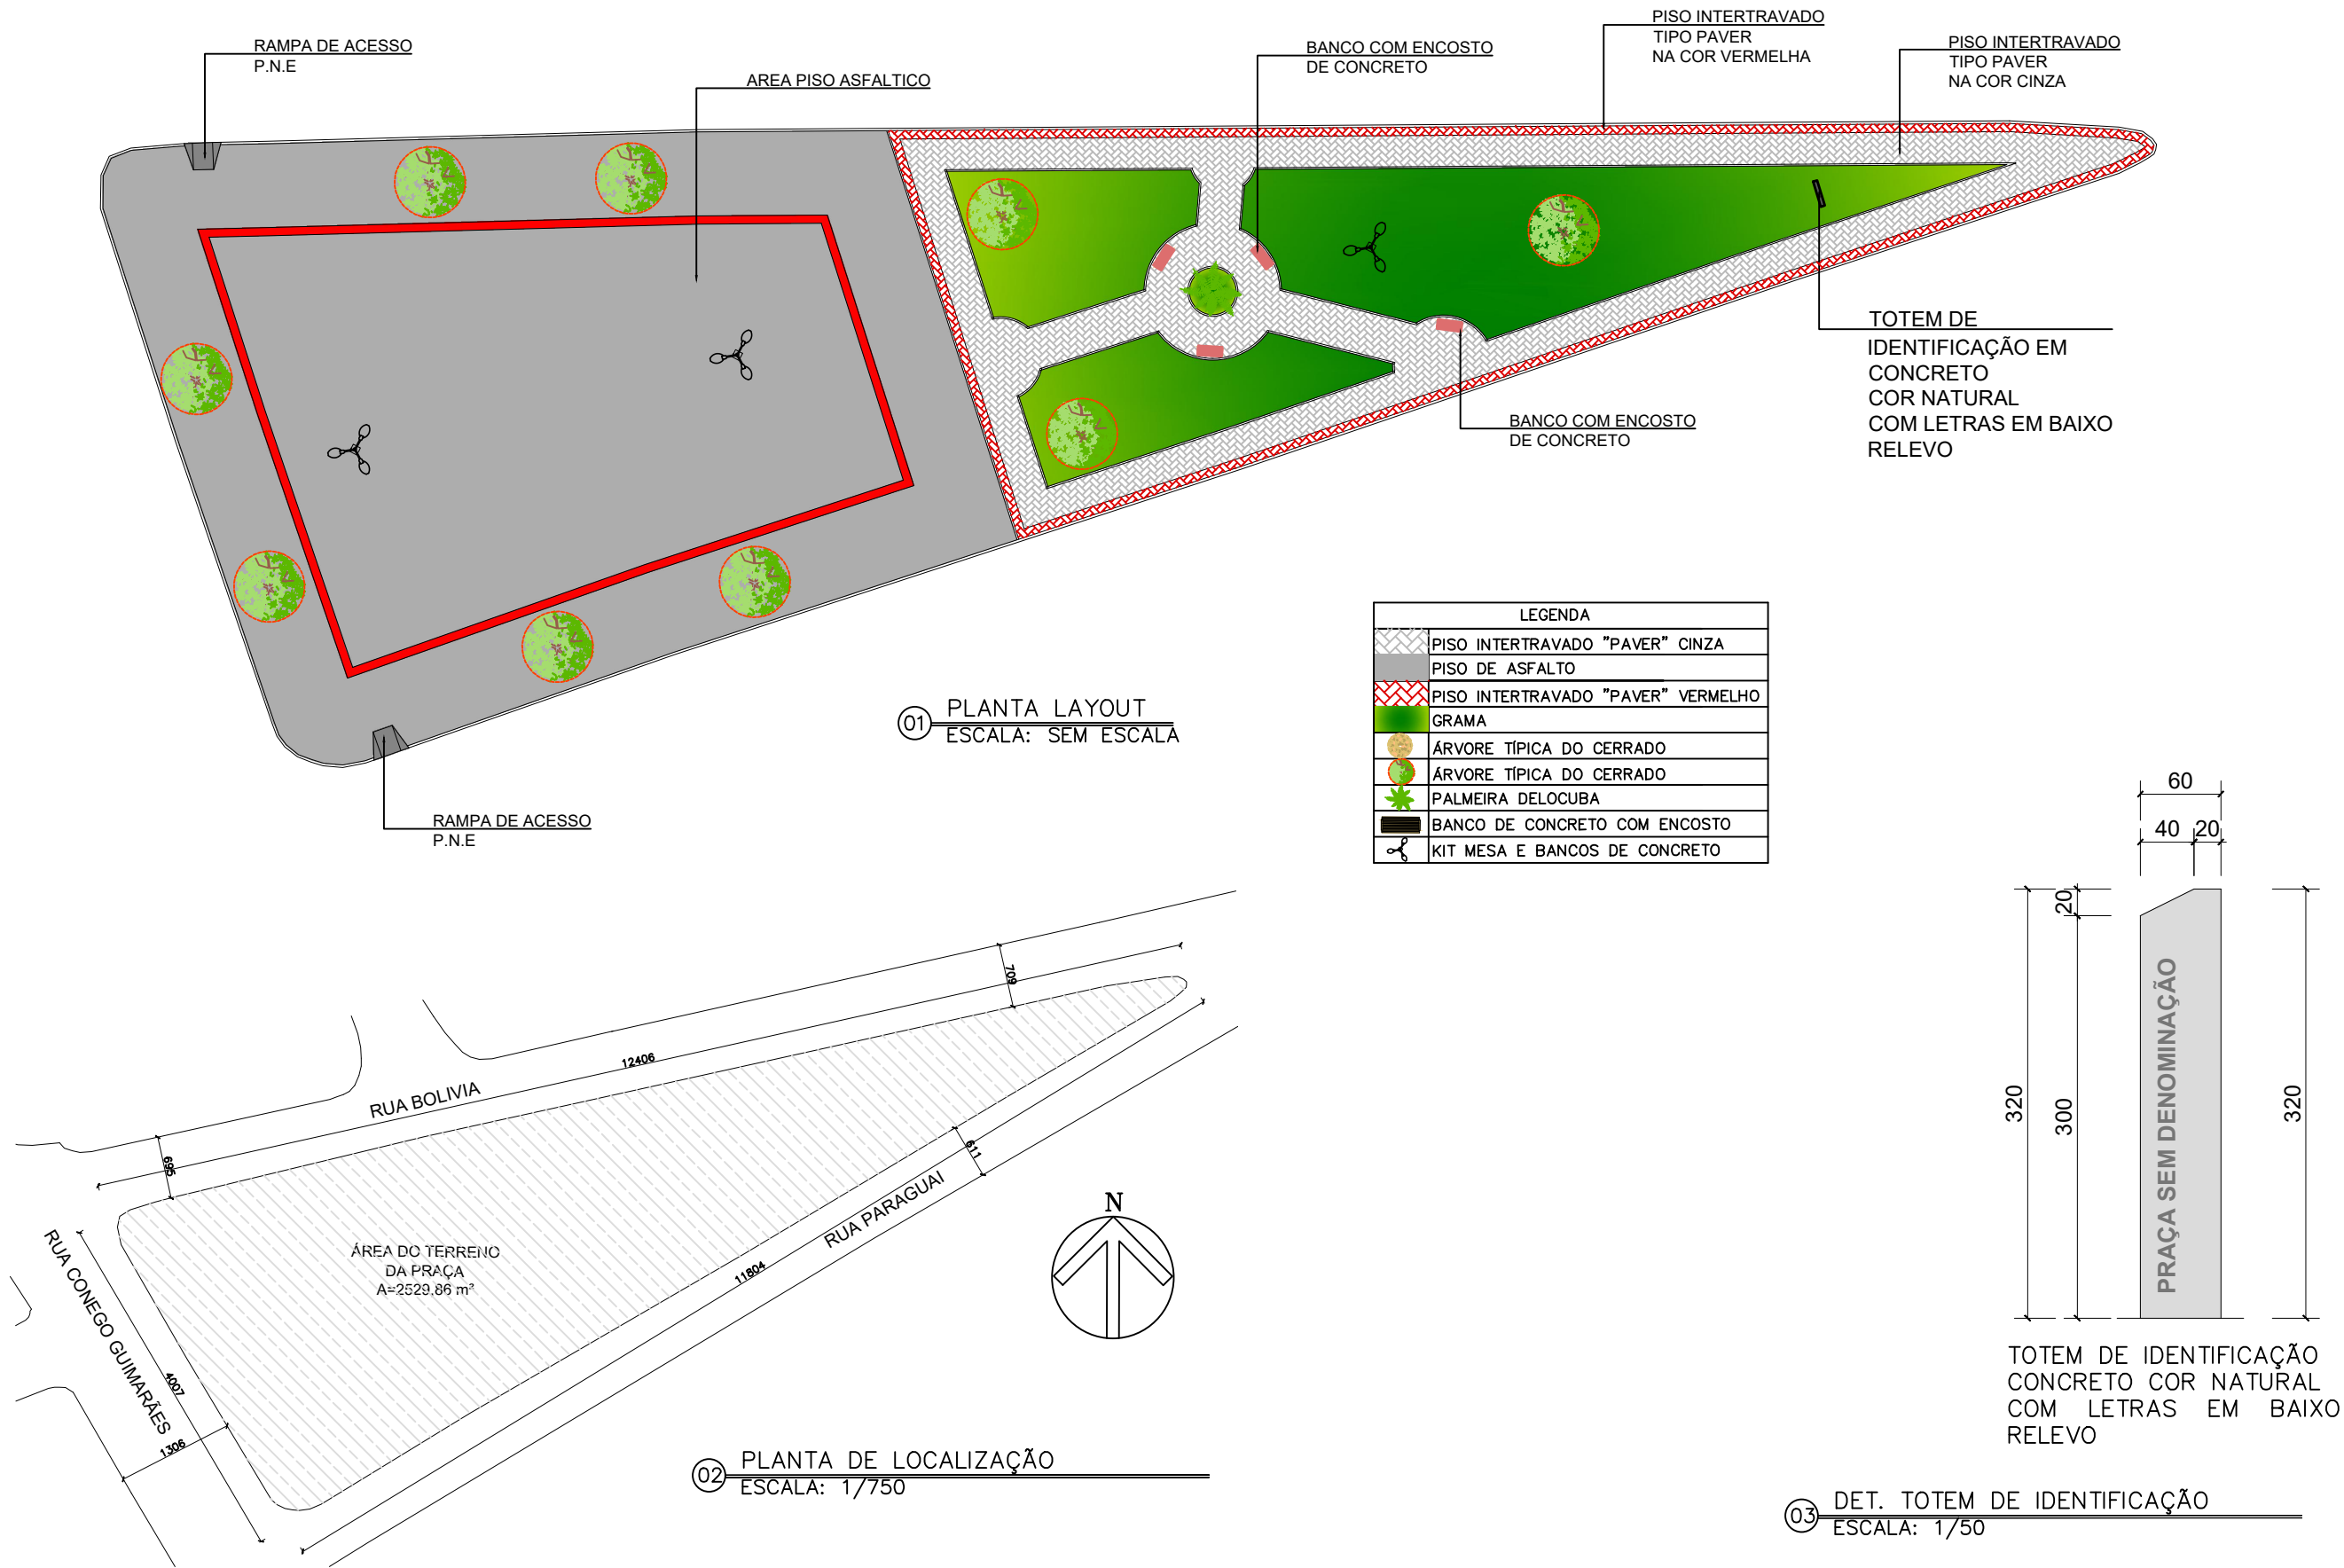 RAMPA DE ACESSO
P.N.E
AREA PISO ASFALTICO
BANCO COM ENCOSTO
DE CONCRETO
PISO INTERTRAVADO
TIPO PAVER
NA COR VERMELHA
PISO INTERTRAVADO
TIPO PAVER
NA COR CINZA
TOTEM DE
IDENTIFICAÇÃO EM
CONCRETO
COR NATURAL
COM LETRAS EM BAIXO
RELEVO
BANCO COM ENCOSTO
DE CONCRETO
RAMPA DE ACESSO
P.N.E
01 PLANTA LAYOUT
ESCALA: SEM ESCALA
LEGENDA
PISO INTERTRAVADO "PAVER" CINZA
PISO DE ASFALTO
PISO INTERTRAVADO "PAVER" VERMELHO
GRAMA
ÁRVORE TÍPICA DO CERRADO
ÁRVORE TÍPICA DO CERRADO
PALMEIRA DELOCUBA
BANCO DE CONCRETO COM ENCOSTO
KIT MESA E BANCOS DE CONCRETO
709
12406
RUA BOLIVIA
695
611
RUA PARAGUAI
11804
ÁREA DO TERRENO
DA PRAÇA
A=2529.86 m²
RUA CONEGO GUIMARÃES
4007
1306
N
02 PLANTA DE LOCALIZAÇÃO
ESCALA: 1/750
60
40
20
20
320
300
320
PRAÇA SEM DENOMINAÇÃO
TOTEM DE IDENTIFICAÇÃO
CONCRETO COR NATURAL
COM LETRAS EM BAIXO
RELEVO
03 DET. TOTEM DE IDENTIFICAÇÃO
ESCALA: 1/50